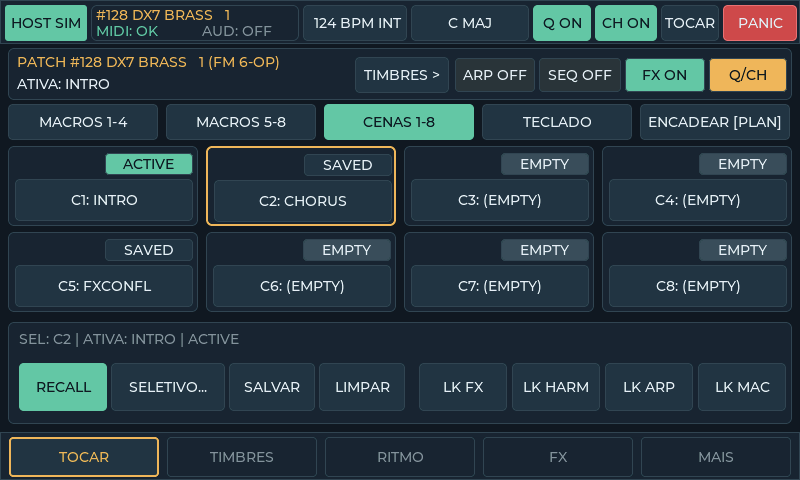 HOST SIM
#128 DX7 BRASS   1
MIDI: OK
AUD: OFF
124 BPM INT
C MAJ
Q ON
CH ON
TOCAR
PANIC
PATCH #128 DX7 BRASS   1 (FM 6-OP)
ATIVA: INTRO
TIMBRES >
ARP OFF
SEQ OFF
FX ON
Q/CH
MACROS 1-4
MACROS 5-8
CENAS 1-8
TECLADO
ENCADEAR [PLAN]
ACTIVE
C1: INTRO
SAVED
C2: CHORUS
EMPTY
C3: (EMPTY)
EMPTY
C4: (EMPTY)
SAVED
C5: FXCONFL
EMPTY
C6: (EMPTY)
EMPTY
C7: (EMPTY)
EMPTY
C8: (EMPTY)
SEL: C2 | ATIVA: INTRO | ACTIVE
RECALL
SELETIVO...
SALVAR
LIMPAR
LK FX
LK HARM
LK ARP
LK MAC
TOCAR
TIMBRES
RITMO
FX
MAIS